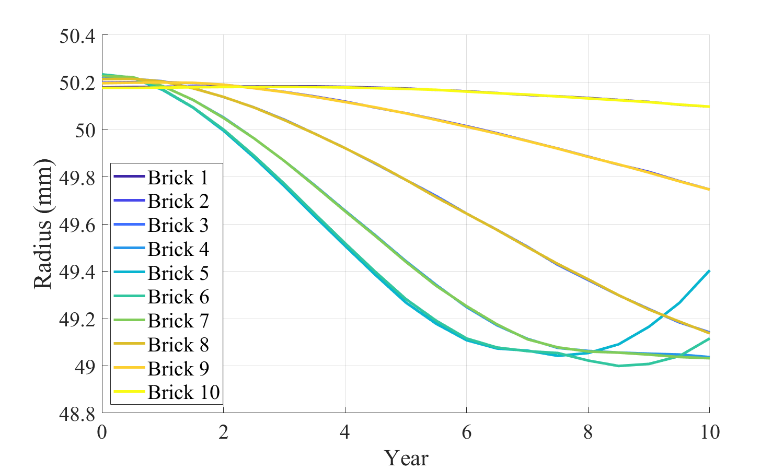 50.4
50.2
50
49.8
49.6
49.4
49.2
49
48.8
Radius (mm)
Brick 1
Brick 2
Brick 3
Brick 4
Brick 5
Brick 6
Brick 7
Brick 8
Brick 9
Brick 10
0 2 4 6 8 10
Year